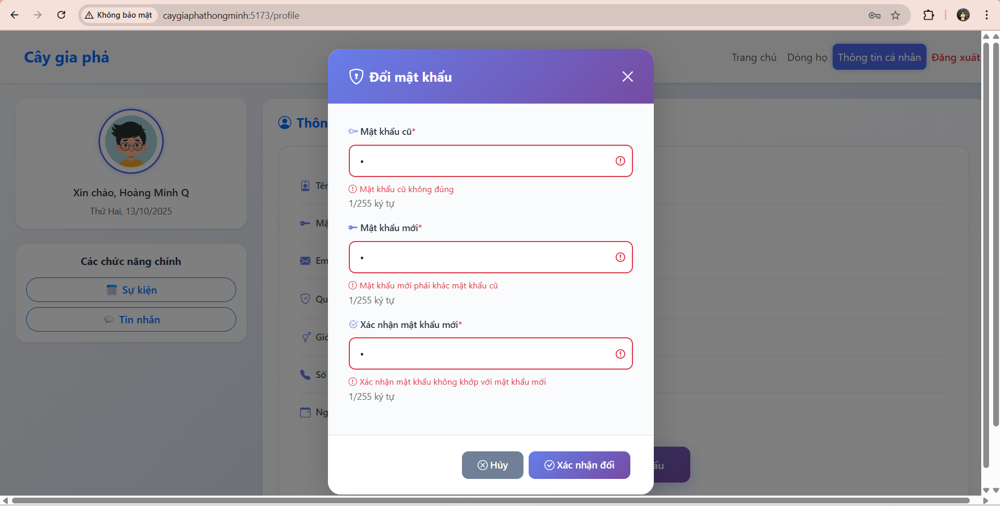 Không bảo mật caygiaphathongminh:5173/profile
Cây gia phả
Trang chủ Dòng họ Thông tin cá nhân Đăng xuất
Xin chào, Hoàng Minh Q
Thứ Hai, 13/10/2025
Các chức năng chính
Sự kiện
Tin nhắn
Thôn
Tên
Mậ
Em
Qu
Giớ
Số
Ng
Đổi mật khẩu
Mật khẩu cũ*
•
Mật khẩu cũ không đúng
1/255 ký tự
Mật khẩu mới*
•
Mật khẩu mới phải khác mật khẩu cũ
1/255 ký tự
Xác nhận mật khẩu mới*
•
Xác nhận mật khẩu không khớp với mật khẩu mới
1/255 ký tự
Hủy Xác nhận đổi
ẩu